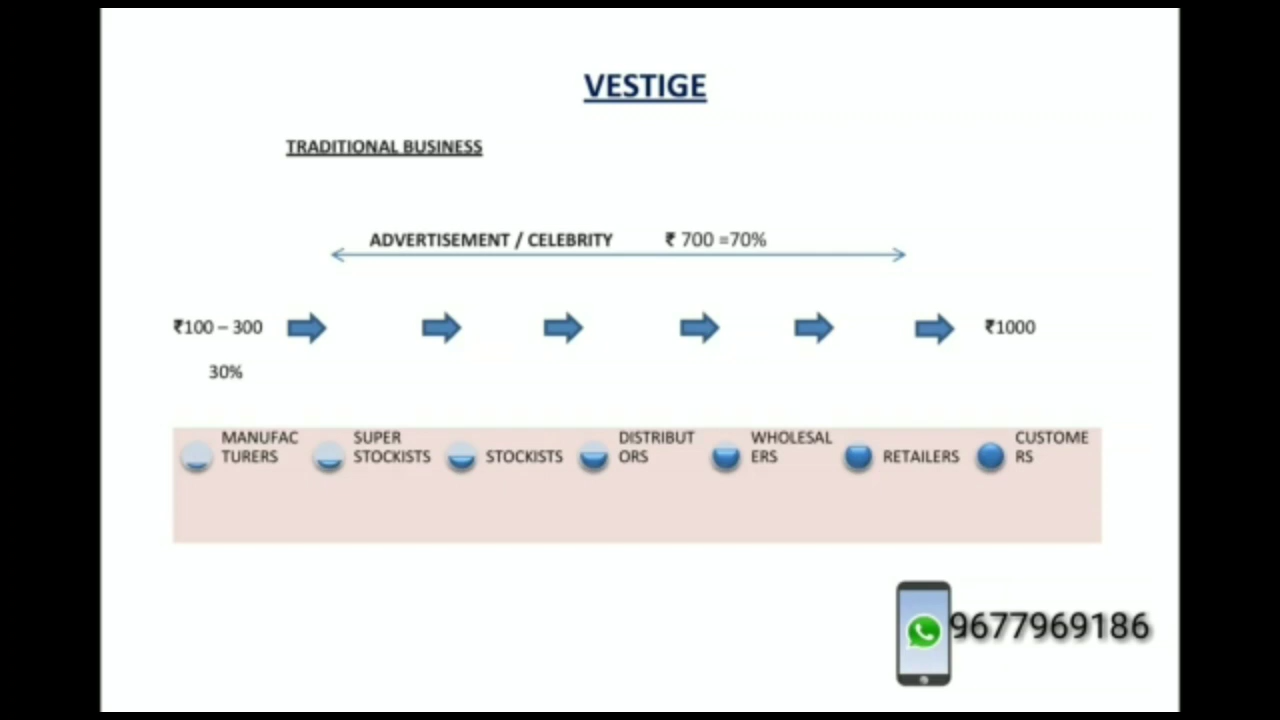 VESTIGE
TRADITIONAL BUSINESS
ADVERTISEMENT / CELEBRITY ₹ 700 =70%
₹100 – 300 ₹1000
30%
MANUFAC
TURERS
SUPER
STOCKISTS
STOCKISTS
DISTRIBUT
ORS
WHOLESAL
ERS
RETAILERS
CUSTOME
RS
9677969186